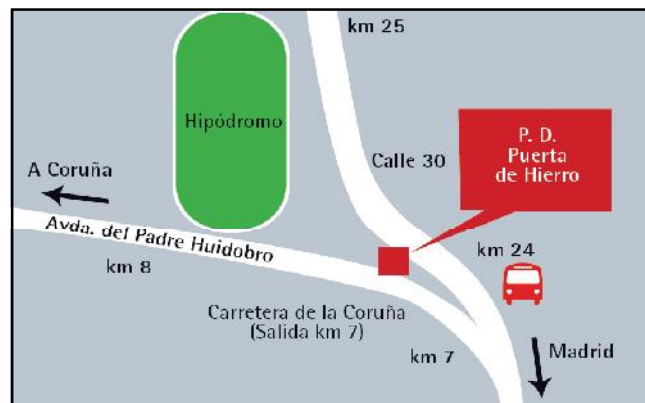 km 25
Hipódromo
P. D.
Puerta
de Hierro
Calle 30
A Coruña
Avda. del Padre Huidobro
km 24
km 8
Carretera de la Coruña
(Salida km 7)
km 7
Madrid